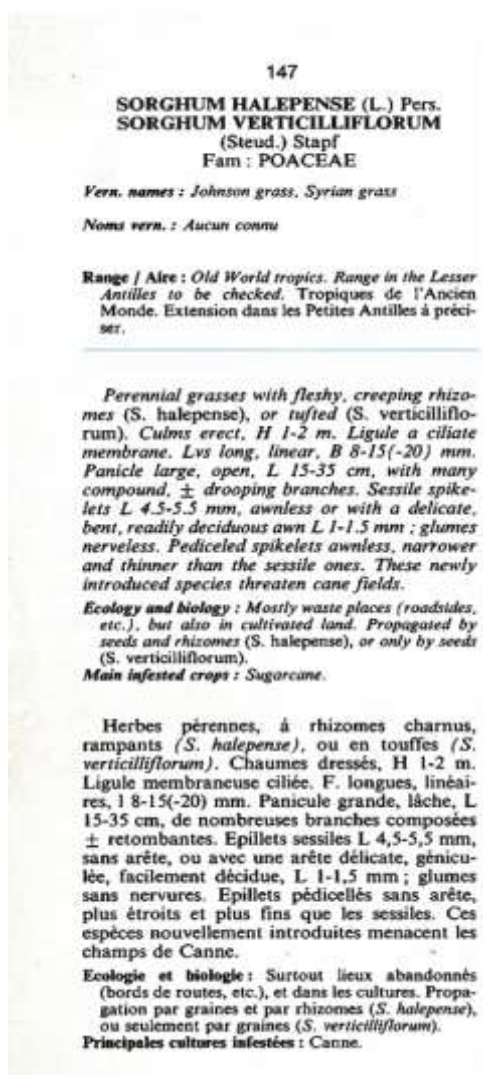 147
SORGHUM HALEPENSE (L.) Pers.
SORGHUM VERTICILLIFLORUM
(Steud.) Stapf
Fam : POACEAE
Vern. names : Johnson grass, Syrian grass
Noms vern. : Aucun connu
Range / Aire : Old World tropics. Range in the Lesser
Antilles to be checked. Tropiques de l'Ancien
Monde. Extension dans les Petites Antilles à préci-
ser.
Perennial grasses with fleshy, creeping rhizo-
mes (S. halepense), or tufted (S. verticilliflo-
rum). Culms erect, H 1-2 m. Ligule a ciliate
membrane. Lvs long, linear, B 8-15(-20) mm.
Panicle large, open, L 15-35 cm, with many
compound, ± drooping branches. Sessile spike-
lets L 4.5-5.5 mm, awnless or with a delicate,
bent, readily deciduous awn L 1-1.5 mm ; glumes
nerveless. Pediceled spikelets awnless, narrower
and thinner than the sessile ones. These newly
introduced species threaten cane fields.
Ecology and biology : Mostly waste places (roadsides,
etc.), but also in cultivated land. Propagated by
seeds and rhizomes (S. halepense), or only by seeds
(S. verticilliflorum).
Main infested crops : Sugarcane.
Herbes pérennes, à rhizomes charnus,
rampants (S. halepense), ou en touffes (S.
verticilliflorum). Chaumes dressés, H 1-2 m.
Ligule membraneuse ciliée. F. longues, linéai-
res, l 8-15(-20) mm. Panicule grande, lâche, L
15-35 cm, de nombreuses branches composées
± retombantes. Epillets sessiles L 4,5-5,5 mm,
sans arête, ou avec une arête délicate, génicu-
lée, facilement décidue, L 1-1,5 mm ; glumes
sans nervures. Epillets pédicellés sans arête,
plus étroits et plus fins que les sessiles. Ces
espèces nouvellement introduites menacent les
champs de Canne.
Ecologie et biologie : Surtout lieux abandonnés
(bords de routes, etc.), et dans les cultures. Propa-
gation par graines et par rhizomes (S. halepense),
ou seulement par graines (S. verticilliflorum).
Principales cultures infestées : Canne.